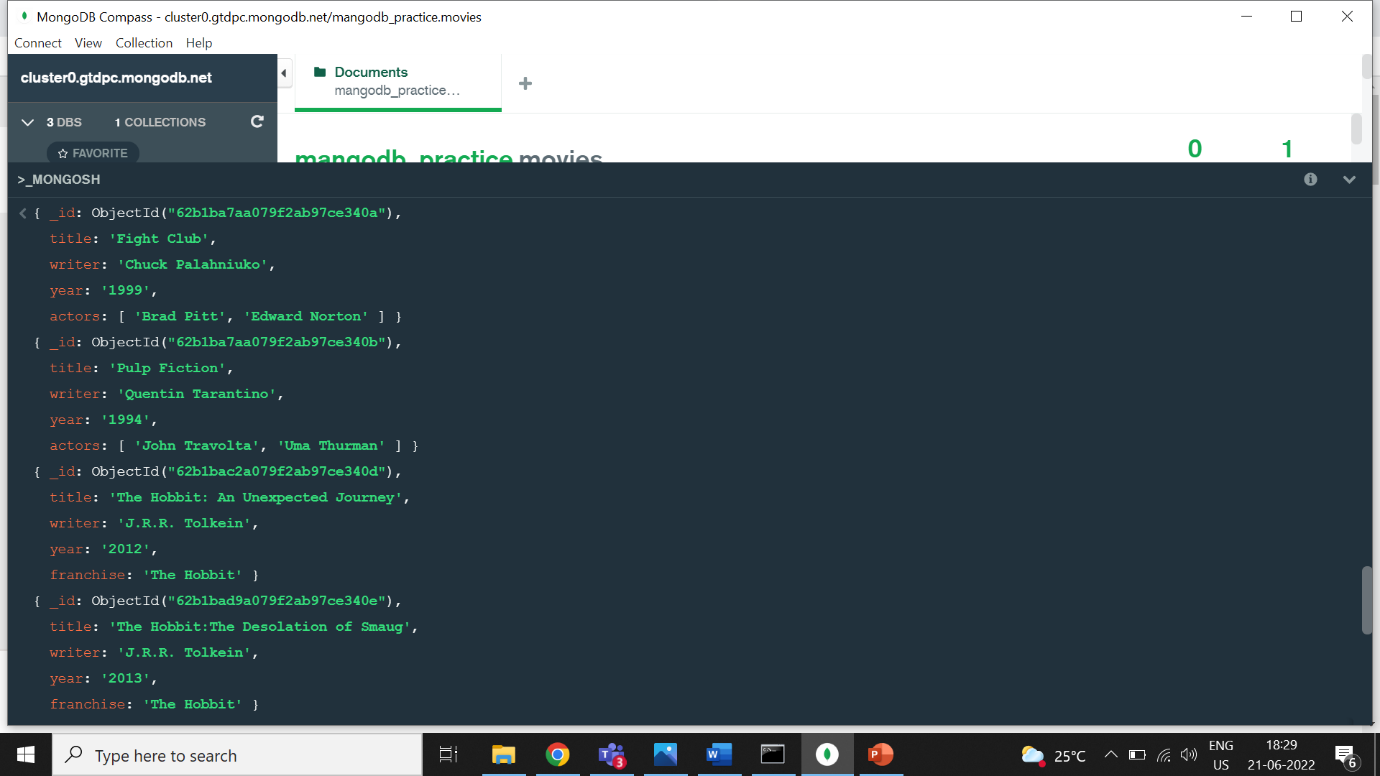 MongoDB Compass - cluster0.gtdpc.mongodb.net/mangodb_practice.movies
Connect View Collection Help
cluster0.gtdpc.mongodb.net
Documents
mangodb_practice…
+
3 DBS 1 COLLECTIONS
FAVORITE
mangodb_practice.movies
0 1
>_MONGOSH
{ _id: ObjectId("62b1ba7aa079f2ab97ce340a"),
title: 'Fight Club',
writer: 'Chuck Palahniuko',
year: '1999',
actors: [ 'Brad Pitt', 'Edward Norton' ] }
{ _id: ObjectId("62b1ba7aa079f2ab97ce340b"),
title: 'Pulp Fiction',
writer: 'Quentin Tarantino',
year: '1994',
actors: [ 'John Travolta', 'Uma Thurman' ] }
{ _id: ObjectId("62b1bac2a079f2ab97ce340d"),
title: 'The Hobbit: An Unexpected Journey',
writer: 'J.R.R. Tolkein',
year: '2012',
franchise: 'The Hobbit' }
{ _id: ObjectId("62b1bad9a079f2ab97ce340e"),
title: 'The Hobbit:The Desolation of Smaug',
writer: 'J.R.R. Tolkein',
year: '2013',
franchise: 'The Hobbit' }
Type here to search
3
W
P
25°C
ENG
US
18:29
21-06-2022
6